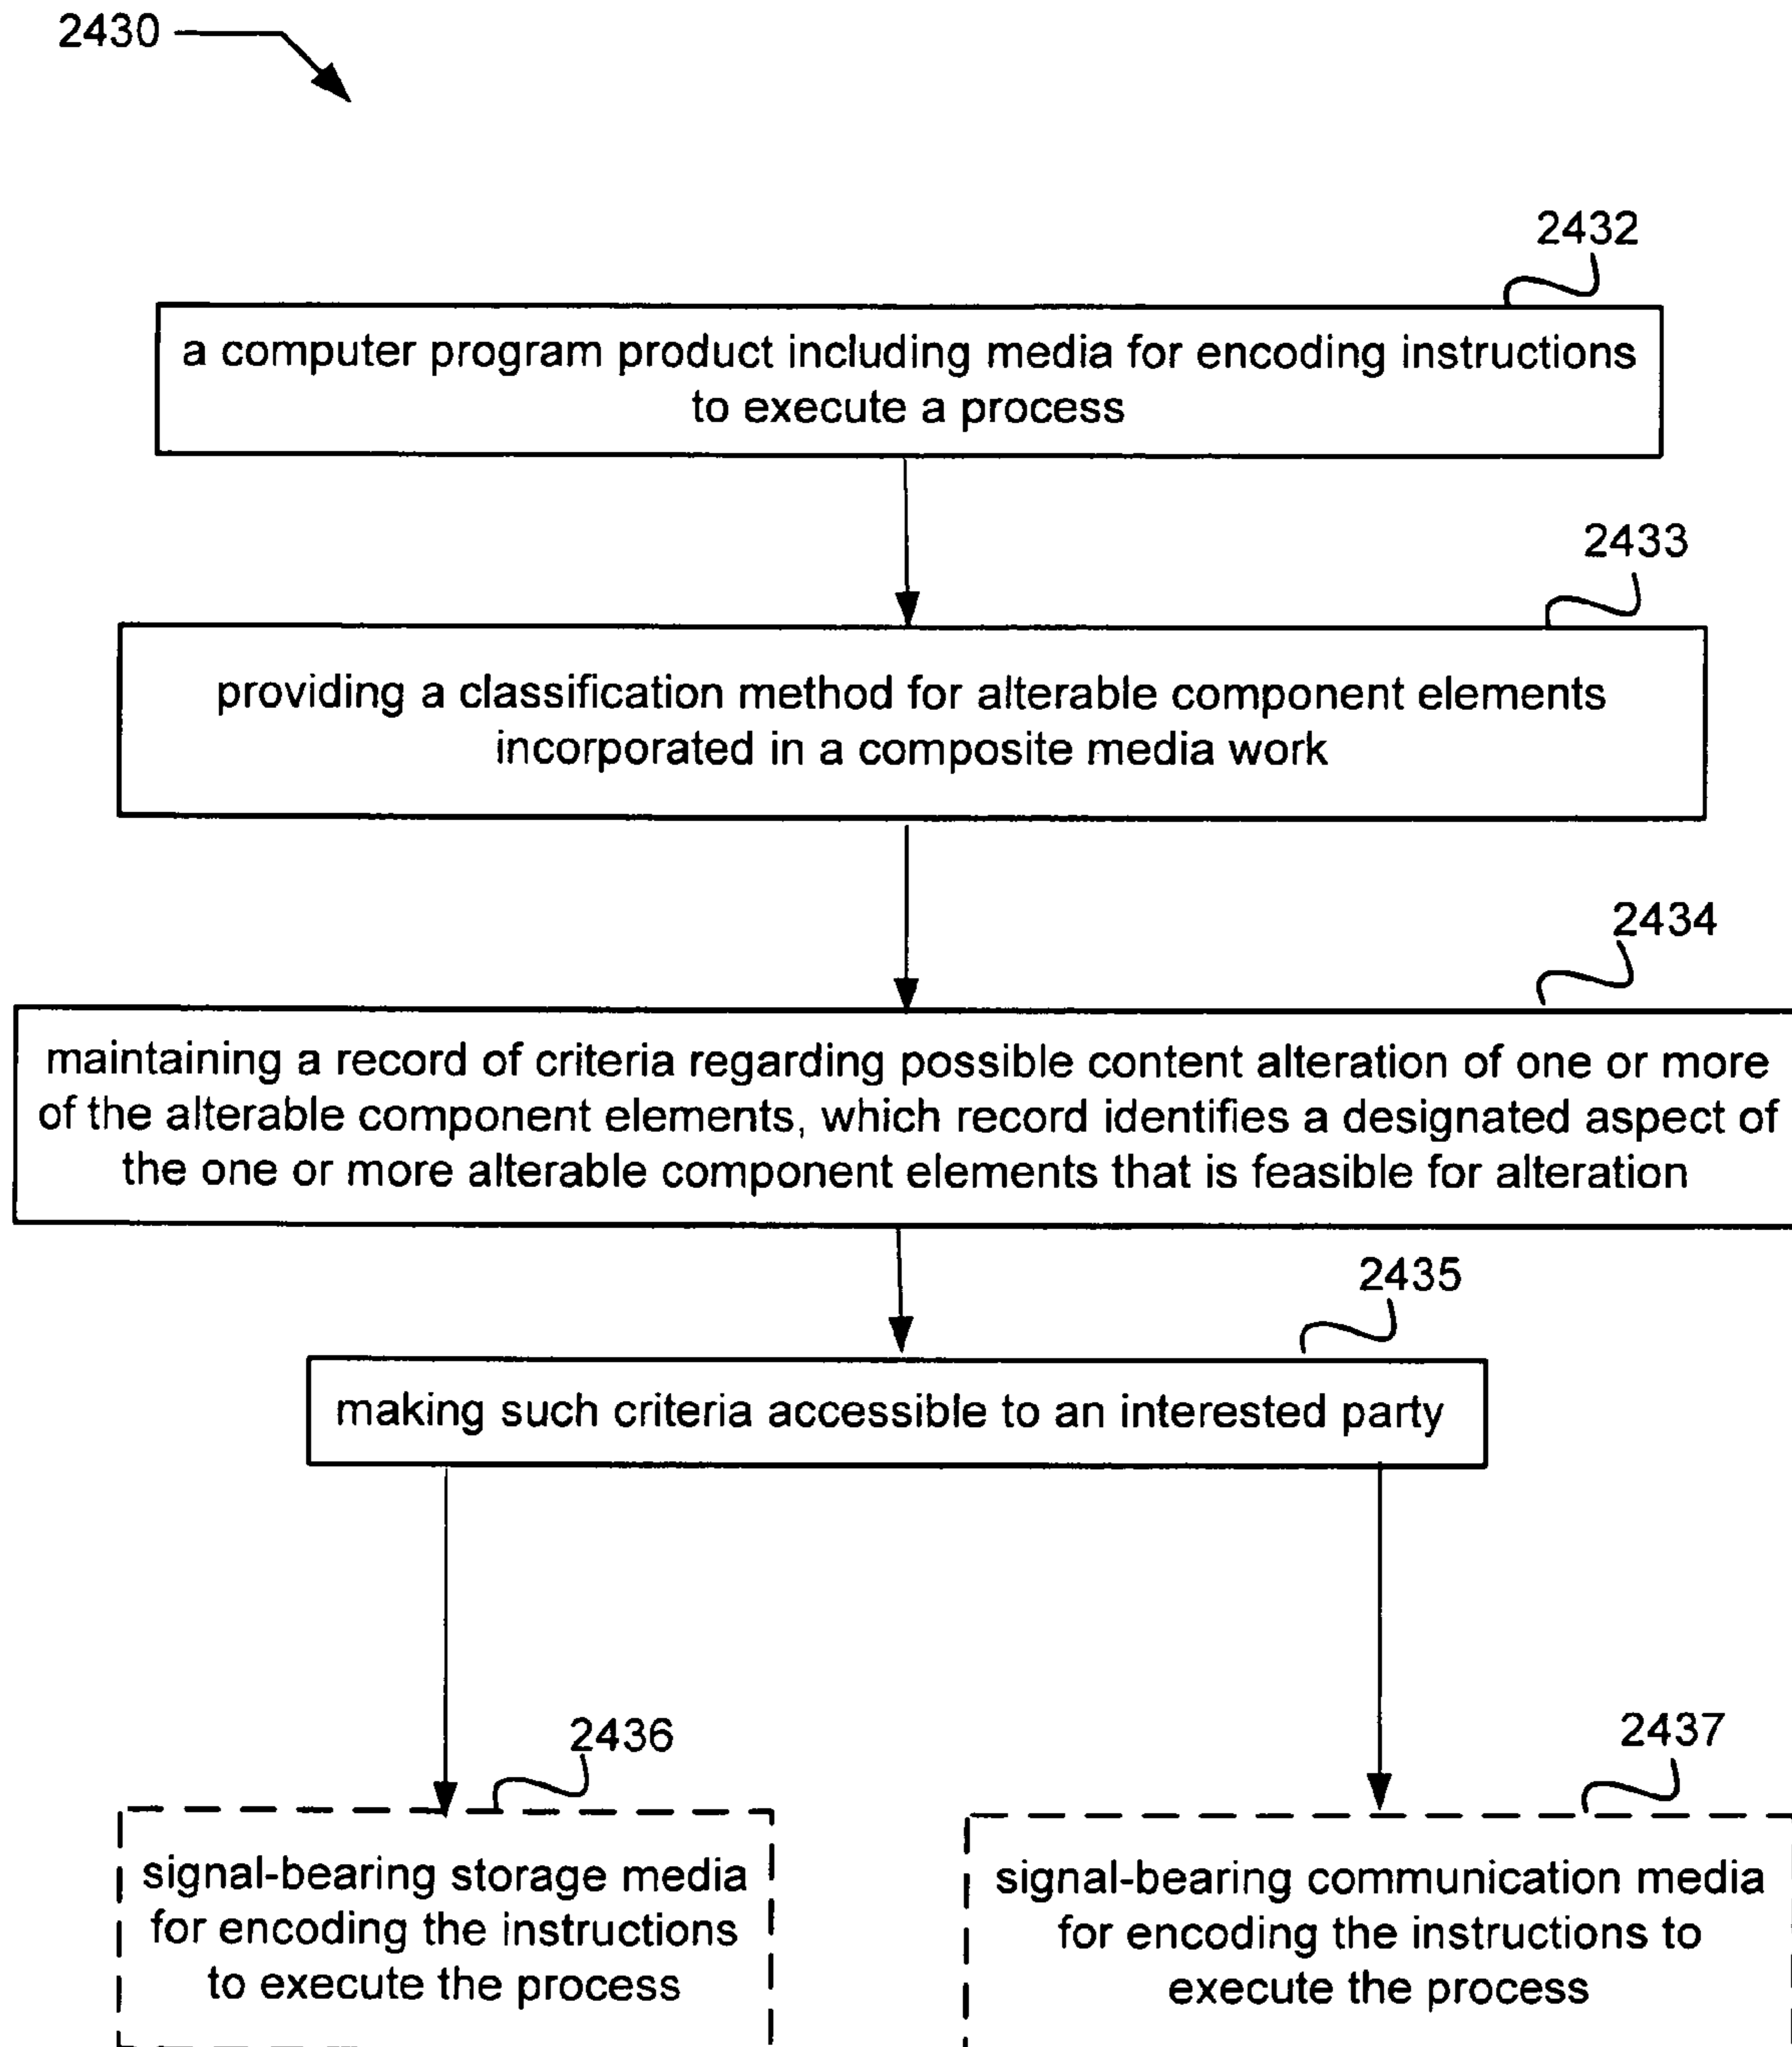 2430
2432
a computer program product including media for encoding instructions
to execute a process
2433
providing a classification method for alterable component elements
incorporated in a composite media work
2434
maintaining a record of criteria regarding possible content alteration of one or more
of the alterable component elements, which record identifies a designated aspect of
the one or more alterable component elements that is feasible for alteration
2435
making such criteria accessible to an interested party
2436
signal-bearing storage media
for encoding the instructions
to execute the process
2437
signal-bearing communication media
for encoding the instructions to
execute the process